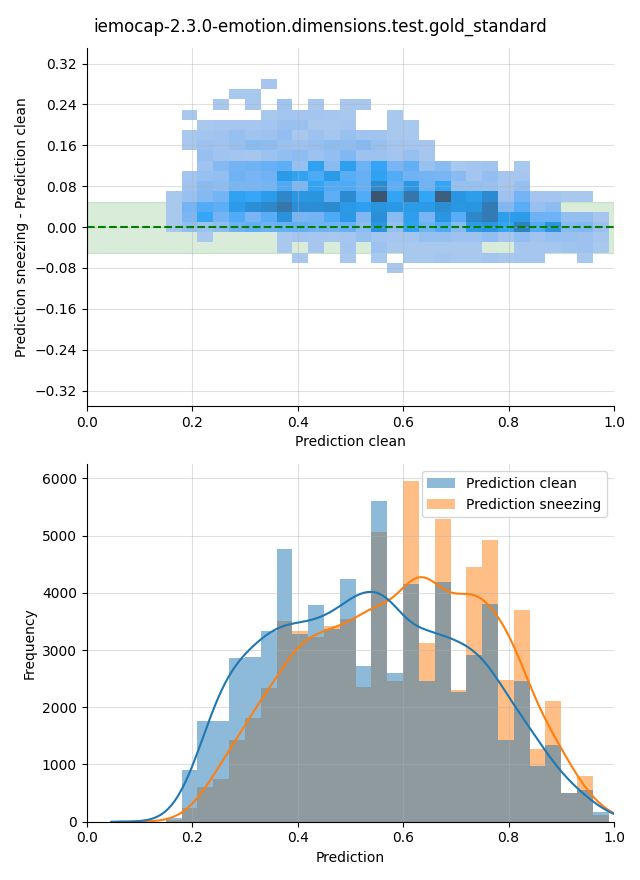 iemocap-2.3.0-emotion.dimensions.test.gold_standard
0.32
0.24
0.16
0.08
0.00
−0.08
−0.16
−0.24
−0.32
Prediction sneezing - Prediction clean
0.0 0.2 0.4 0.6 0.8 1.0
Prediction clean
6000
5000
4000
3000
2000
1000
0
Frequency
Prediction clean
Prediction sneezing
0.0 0.2 0.4 0.6 0.8 1.0
Prediction